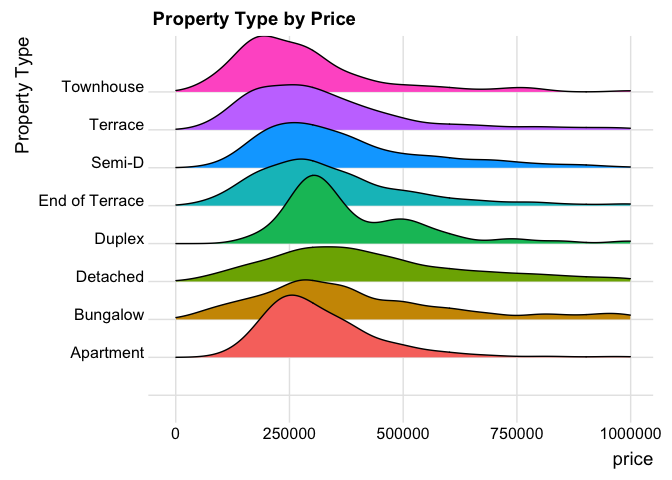 Property Type by Price
Property Type
Townhouse
Terrace
Semi-D
End of Terrace
Duplex
Detached
Bungalow
Apartment
0 250000 500000 750000 1000000
price